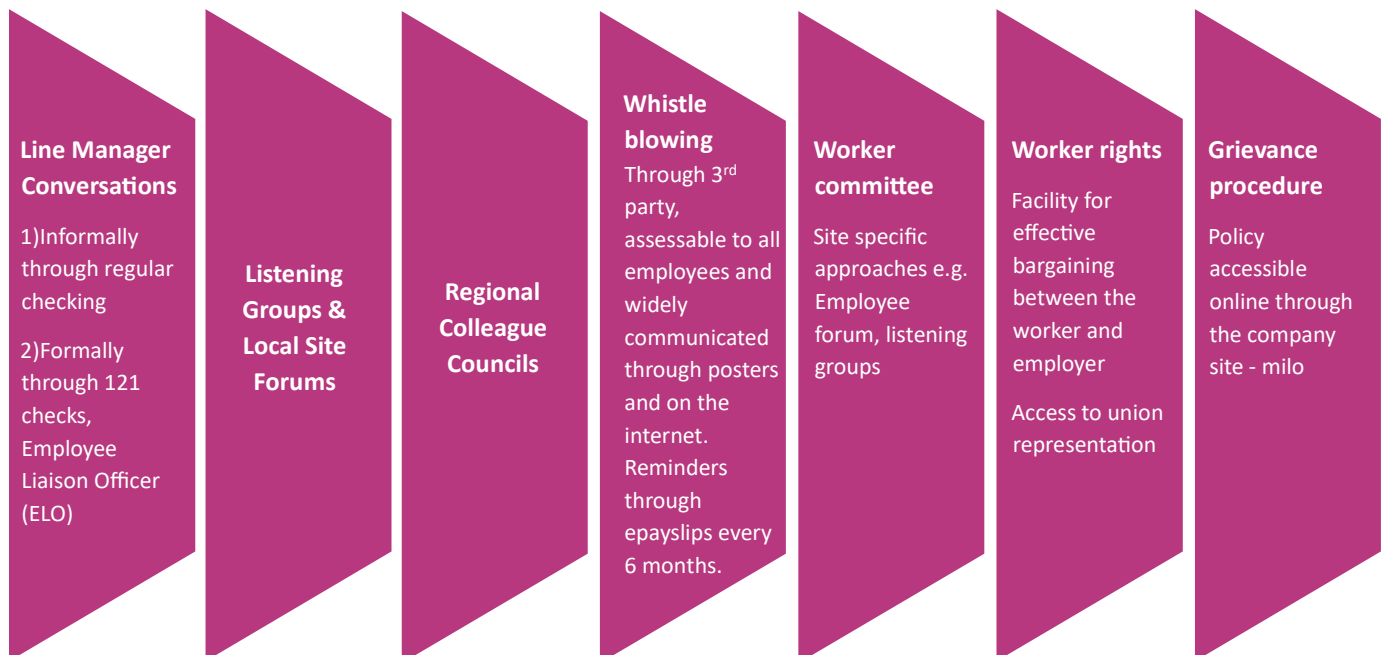 Line Manager
Conversations
1)Informally
through regular
checking
2)Formally
through 121
checks,
Employee
Liaison Officer
(ELO)
Listening
Groups &
Local Site
Forums
Regional
Colleague
Councils
Whistle
blowing
Through 3rd
party,
assessable to all
employees and
widely
communicated
through posters
and on the
internet.
Reminders
through
epayslips every
6 months.
Worker
committee
Site specific
approaches e.g.
Employee
forum, listening
groups
Worker rights
Facility for
effective
bargaining
between the
worker and
employer
Access to union
representation
Grievance
procedure
Policy
accessible
online through
the company
site - milo